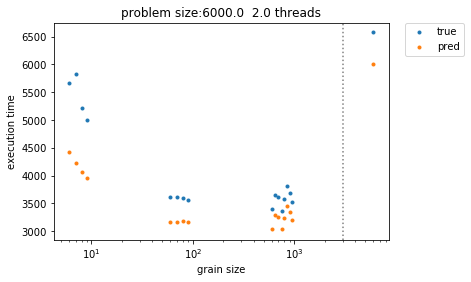 problem size:6000.0  2.0 threads
true
pred
6500
6000
5500
5000
4500
4000
3500
3000
execution time
10¹
10²
10³
grain size